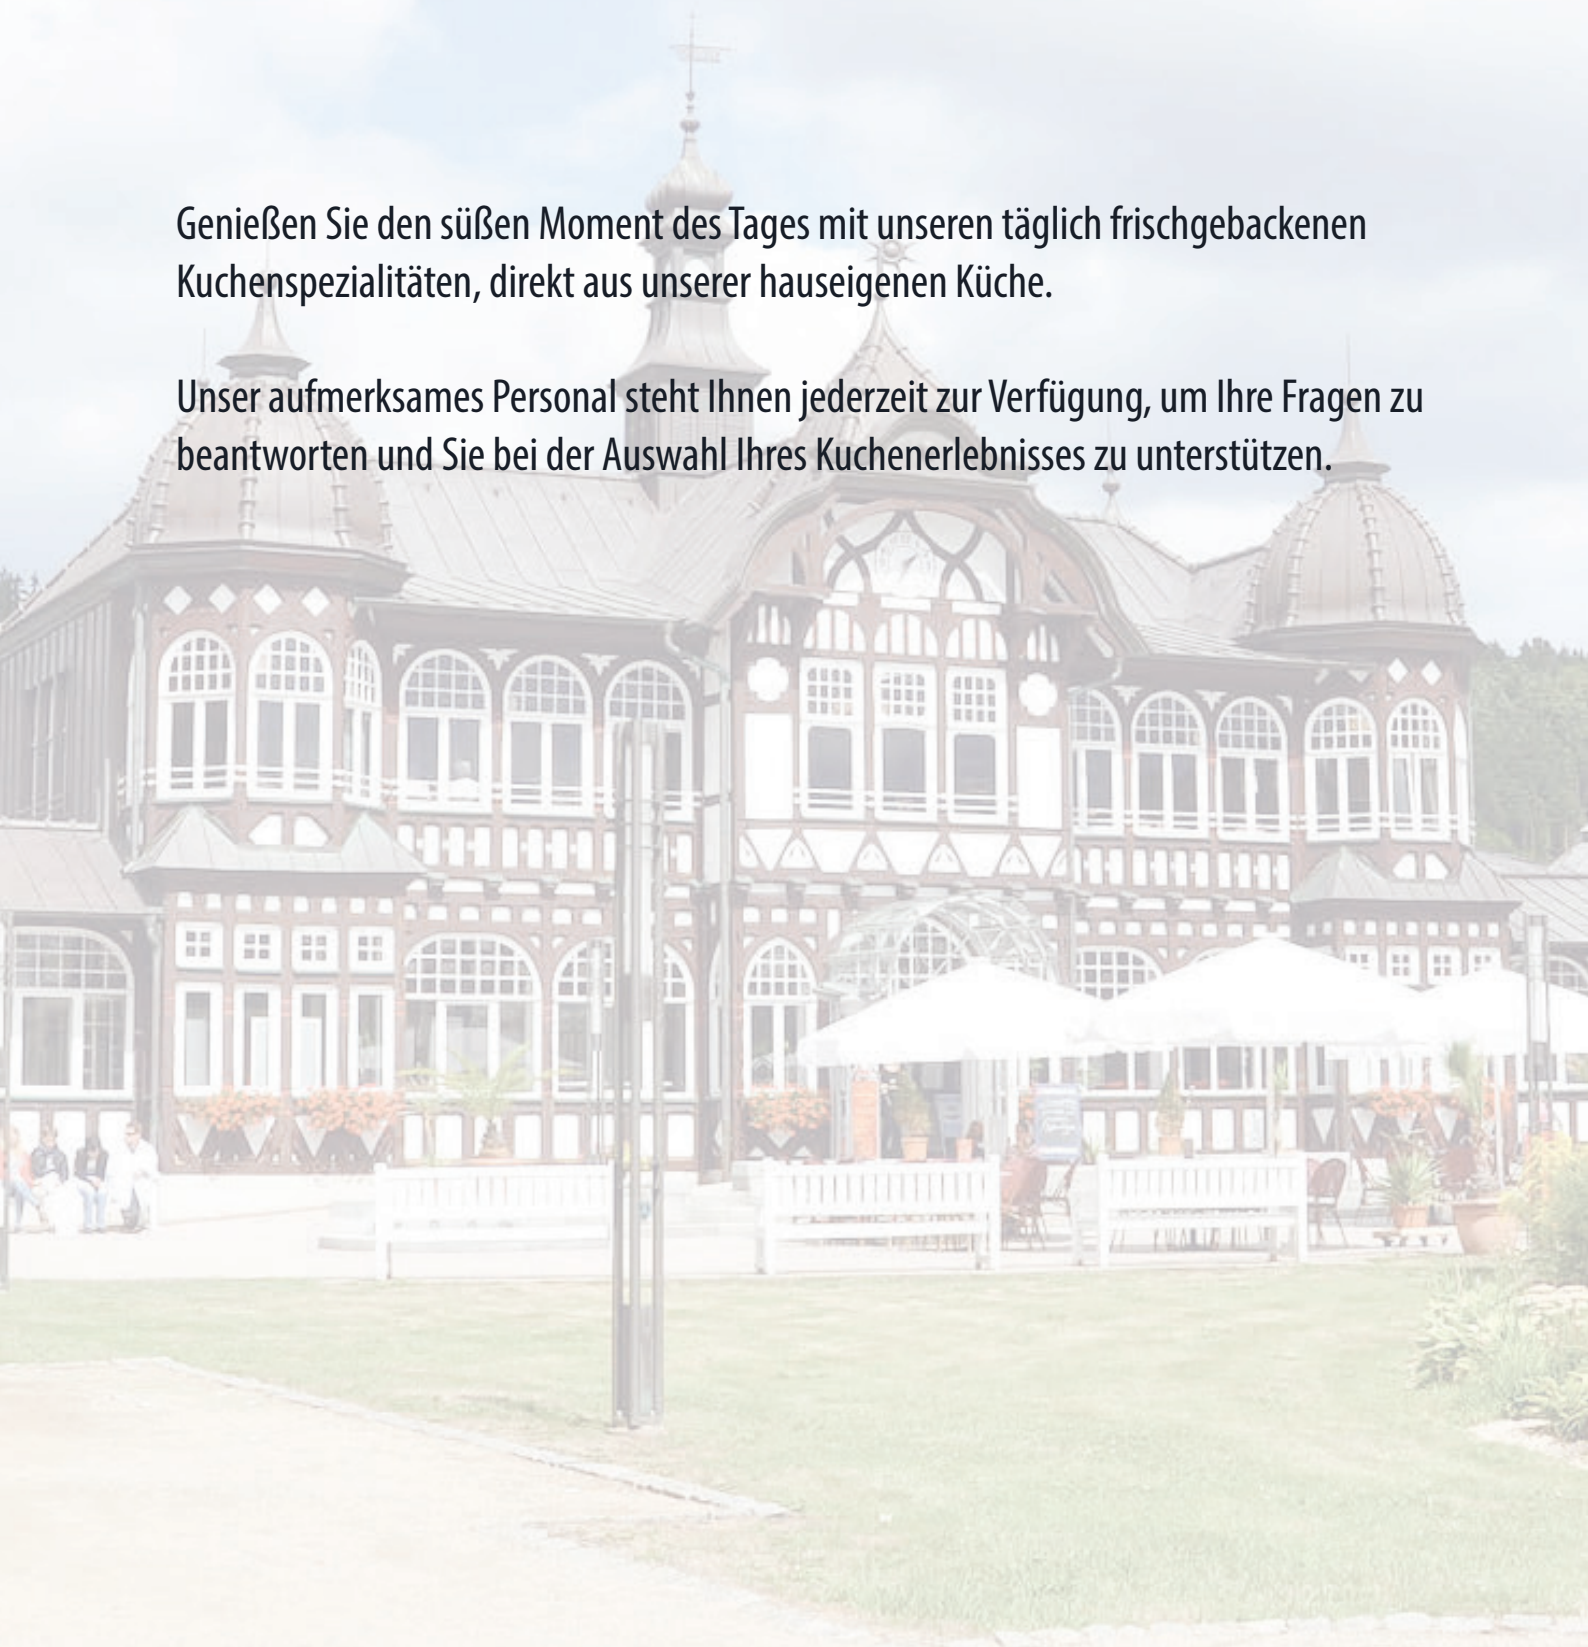 Genießen Sie den süßen Moment des Tages mit unseren täglich frischgebackenen
Kuchenspezialitäten, direkt aus unserer hauseigenen Küche.
Unser aufmerksames Personal steht Ihnen jederzeit zur Verfügung, um Ihre Fragen zu
beantworten und Sie bei der Auswahl Ihres Kuchenerlebnisses zu unterstützen.